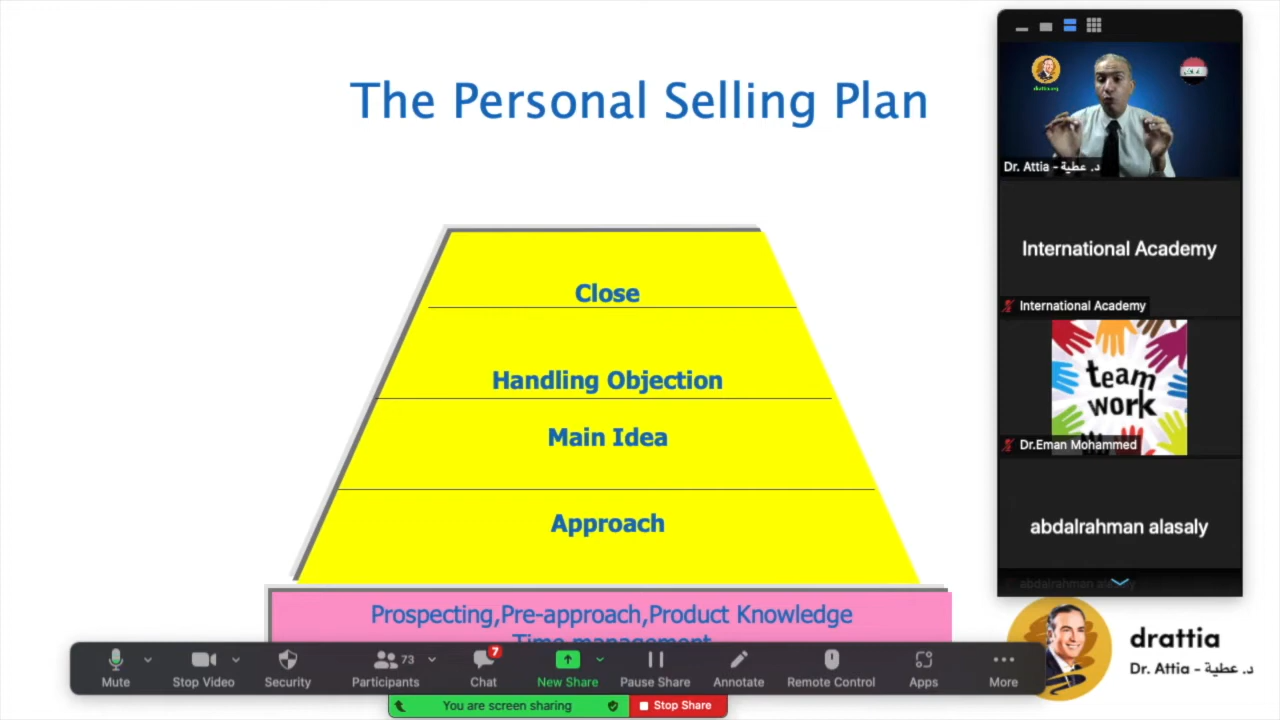 The Personal Selling Plan
Close
Handling Objection
Main Idea
Approach
Prospecting,Pre-approach,Product Knowledge
Time management
Dr. Attia - د. عطية
International Academy
International Academy
team
work
Dr.Eman Mohammed
abdalrahman alasaly
drattia
Dr. Attia - د. عطية
Mute
Stop Video
Security
73
Participants
7
Chat
New Share
Pause Share
Annotate
Remote Control
Apps
More
You are screen sharing
Stop Share